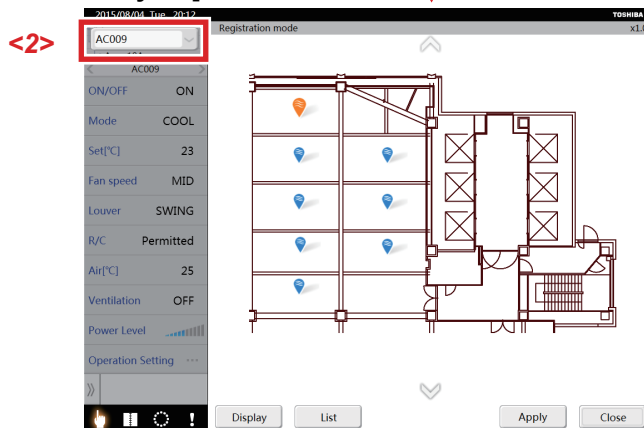 2015/08/04 Tue 20:12
TOSHIBA
Registration mode
<2>
AC009
AC009
ON/OFF ON
Mode COOL
Set[°C] 23
Fan speed MID
Louver SWING
R/C Permitted
Air[°C] 25
Ventilation OFF
Power Level
Operation Setting ···
Display
List
Apply
Close